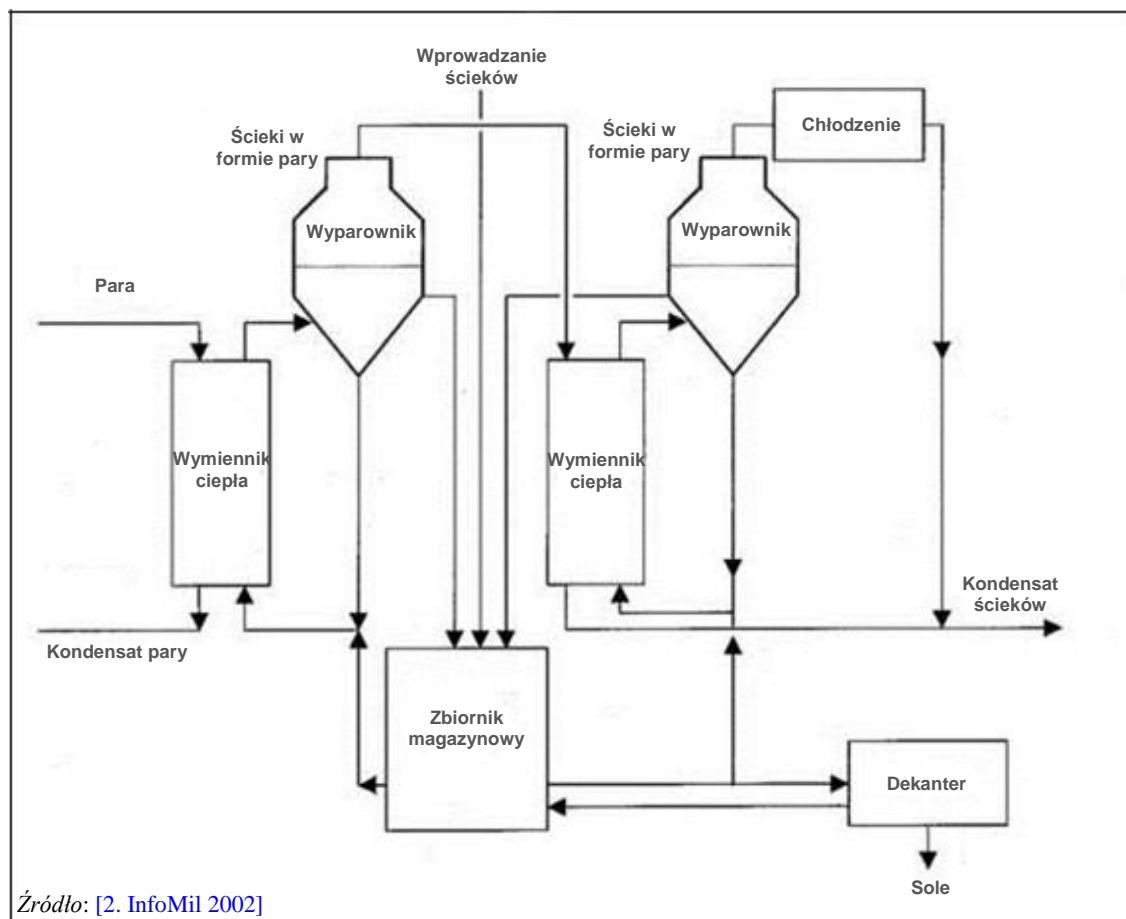 Wprowadzanie
ścieków
Ścieki w
formie pary
Ścieki w
formie pary
Chłodzenie
Wyparownik
Wyparownik
Para
Wymiennik
ciepła
Wymiennik
ciepła
Kondensat
ścieków
Kondensat pary
Zbiornik
magazynowy
Dekanter
Sole
Źródło: [2. InfoMil 2002]